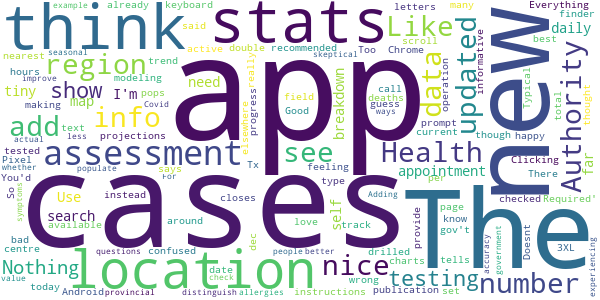 example already keyboard letters many Everything
think stats Like scroll finder
seasonal said active double recommended Too Chrome daily best
nearest region trend skeptical informative
hours modeling really data updated new
tiny show I'm need app breakdown call deaths operation typical Authority
improve making map pops field Good guess ways prompt total thought
add text less progress current though happy
info projections elsewhere
Pixel actual Covid Tx Health Clicking far
tested assessment see There
So whether populate says feeling appointment checked Required'
You'd For type per
symptoms Use instead closes self Adding page 3XL
search cases love track provide know The
available around dec gov't Doesnt
bad people better chart drilled
centre questions confused tells testing accuracy government experiencing
Nothing location nice wrong number
value today date check instructions publication set
Android provincial distinguish allergies